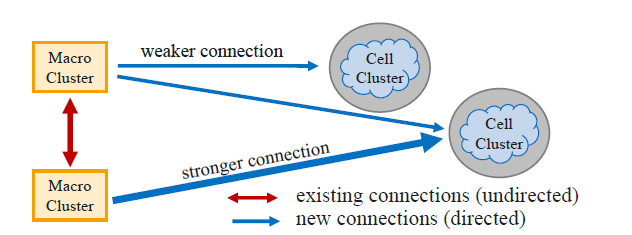 Macro
Cluster
weaker connection
Cell
Cluster
Cell
Cluster
stronger connection
Macro
Cluster
existing connections (undirected)
new connections (directed)